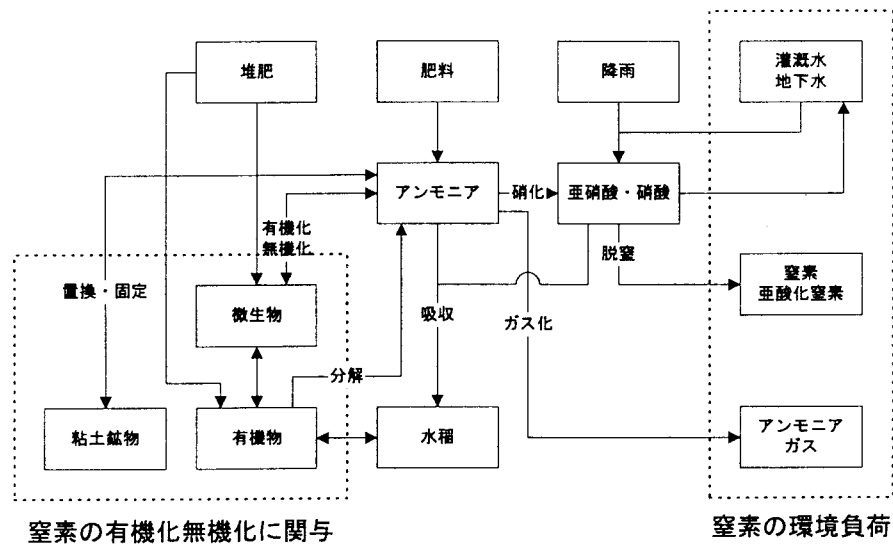 堆肥
肥料
降雨
灌漑水
地下水
アンモニア
硝化
亜硝酸・硝酸
有機化
無機化
脱窒
置換・固定
微生物
吸収
ガス化
窒素
亜酸化窒素
分解
粘土鉱物
有機物
水稲
アンモニア
ガス
窒素の有機化無機化に関与
窒素の環境負荷